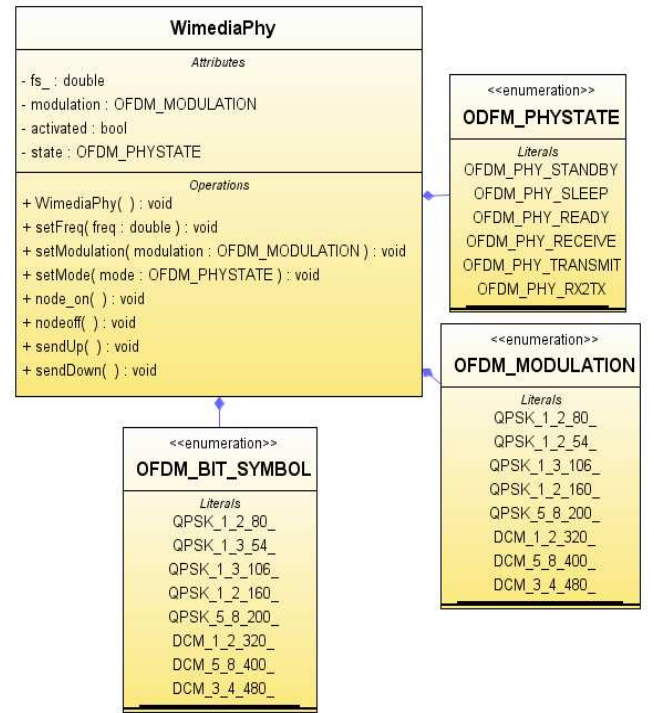 WimediaPhy
Attributes
- fs_ : double
- modulation : OFDM_MODULATION
- activated : bool
- state : OFDM_PHYSTATE
Operations
+ WimediaPhy( ) : void
+ setFreq( freq : double ) : void
+ setModulation( modulation : OFDM_MODULATION ) : void
+ setMode( mode : OFDM_PHYSTATE ) : void
+ node_on( ) : void
+ nodeoff( ) : void
+ sendUp( ) : void
+ sendDown( ) : void
<<enumeration>>
ODFM_PHYSTATE
Literals
OFDM_PHY_STANDBY
OFDM_PHY_SLEEP
OFDM_PHY_READY
OFDM_PHY_RECEIVE
OFDM_PHY_TRANSMIT
OFDM_PHY_RX2TX
<<enumeration>>
OFDM_MODULATION
Literals
QPSK_1_2_80_
QPSK_1_2_54_
QPSK_1_3_106_
QPSK_1_2_160_
QPSK_5_8_200_
DCM_1_2_320_
DCM_5_8_400_
DCM_3_4_480_
<<enumeration>>
OFDM_BIT_SYMBOL
Literals
QPSK_1_2_80_
QPSK_1_3_54_
QPSK_1_3_106_
QPSK_1_2_160_
QPSK_5_8_200_
DCM_1_2_320_
DCM_5_8_400_
DCM_3_4_480_